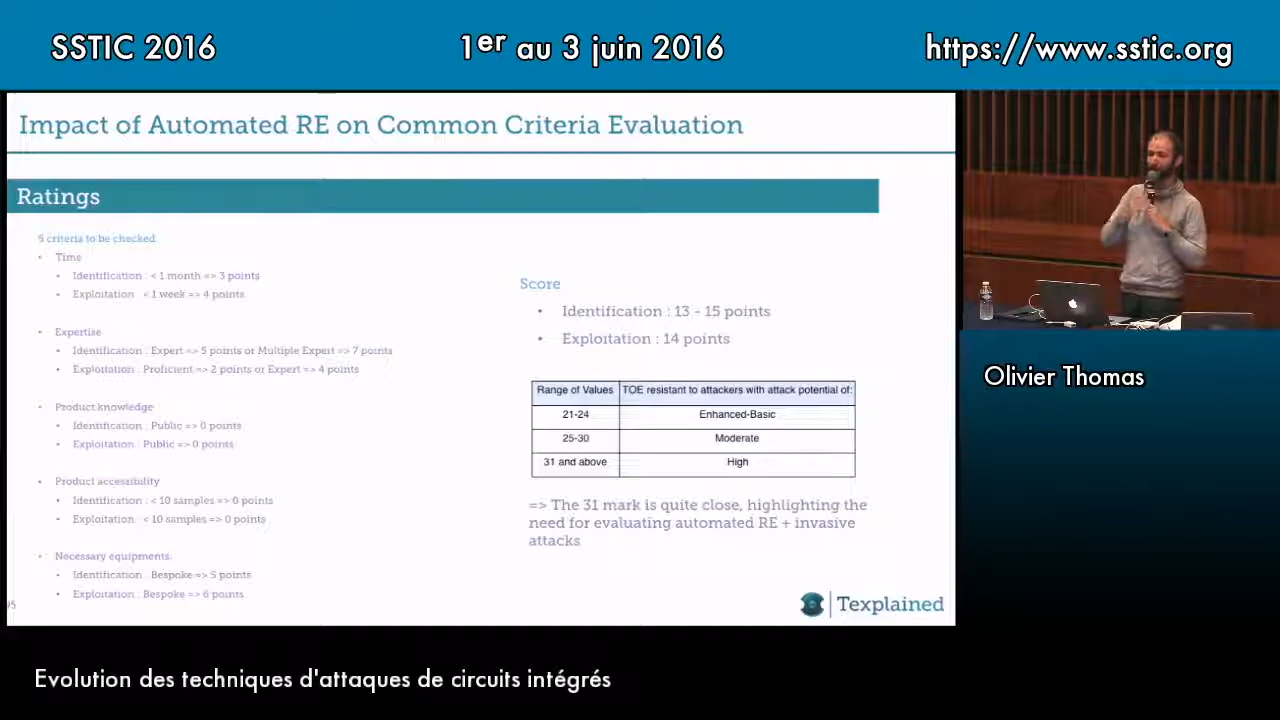 SSTIC 2016
1er au 3 juin 2016
https://www.sstic.org
Impact of Automated RE on Common Criteria Evaluation
Ratings
5 criteria to be checked
• Time
• Identification : < 1 month => 3 points
• Exploitation : < 1 week => 4 points
• Expertise
• Identification : Expert => 5 points or Multiple Expert => 7 points
• Exploitation : Proficient => 2 points or Expert => 4 points
• Product knowledge
• Identification : Public => 0 points
• Exploitation : Public => 0 points
• Product accessibility
• Identification : < 10 samples => 0 points
• Exploitation : < 10 samples => 0 points
• Necessary equipments:
• Identification : Bespoke => 5 points
• Exploitation : Bespoke => 6 points
Score
• Identification : 13 - 15 points
• Exploitation : 14 points
Range of Values TOE resistant to attackers with attack potential of:
21-24 Enhanced-Basic
25-30 Moderate
31 and above High
=> The 31 mark is quite close, highlighting the
need for evaluating automated RE + invasive
attacks
Texplained
Olivier Thomas
Evolution des techniques d'attaques de circuits intégrés